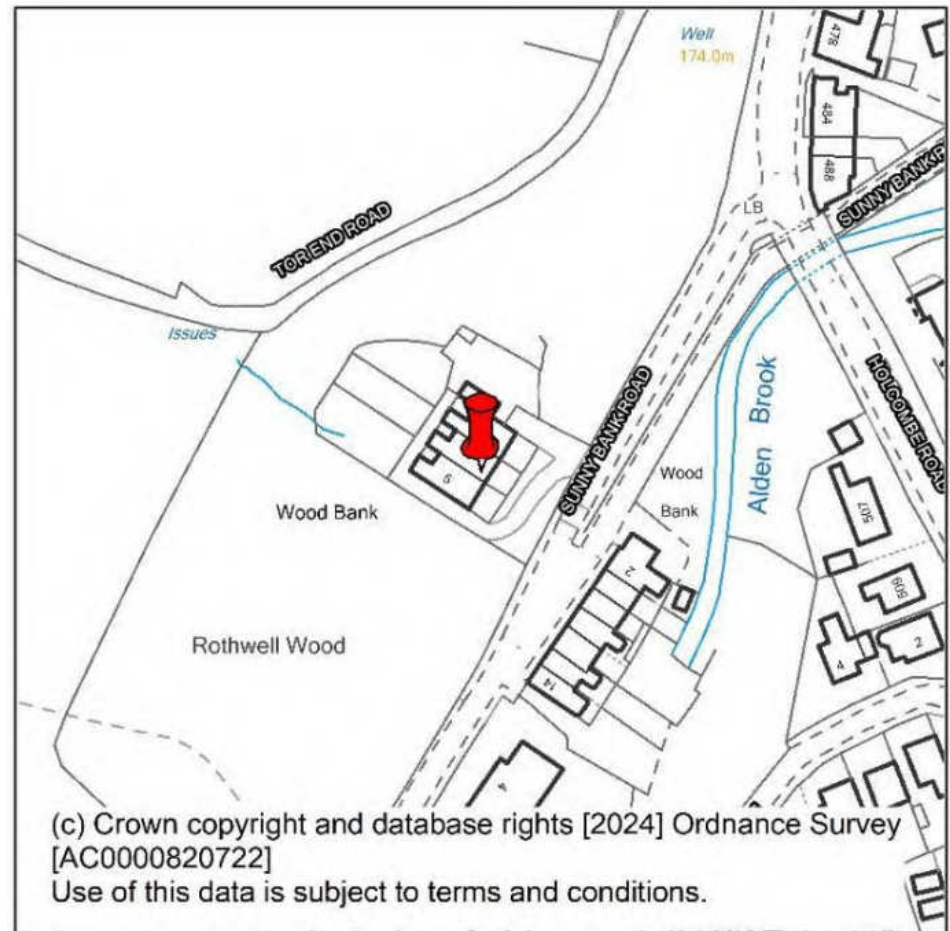 Well
174.0m
478
484
488
SUNNY BANK R
LB
TOR END ROAD
Issues
SUNNY BANK ROAD
Alden Brook
HOLCOMBE ROAD
Wood
Bank
5
Wood Bank
507
509
2
4
2
Rothwell Wood
14
4
(c) Crown copyright and database rights [2024] Ordnance Survey
[AC0000820722]
Use of this data is subject to terms and conditions.